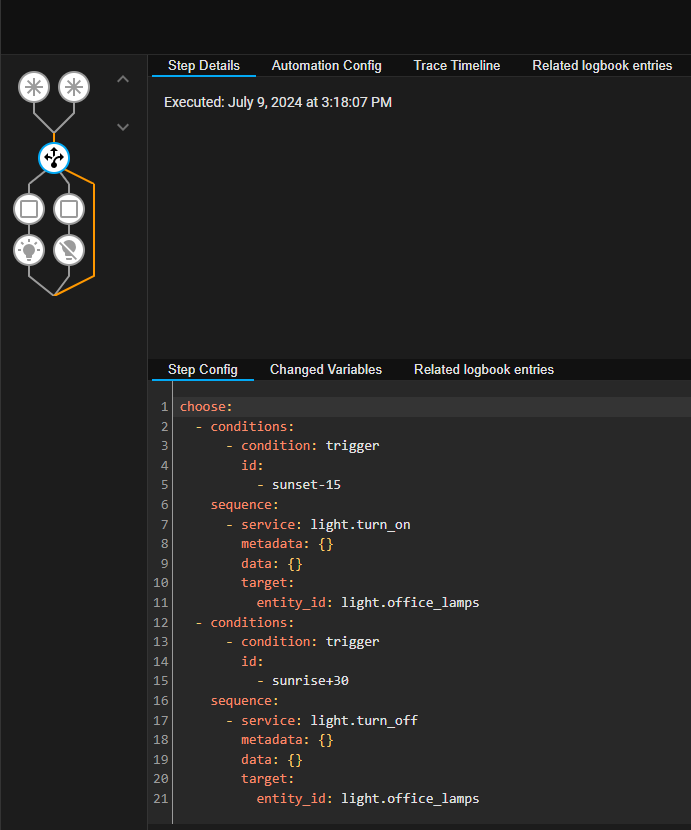 Step Details Automation Config Trace Timeline Related logbook entries
Executed: July 9, 2024 at 3:18:07 PM
Step Config Changed Variables Related logbook entries
1 choose:
2   - conditions:
3       - condition: trigger
4         id:
5           - sunset-15
6     sequence:
7       - service: light.turn_on
8         metadata: {}
9         data: {}
10         target:
11           entity_id: light.office_lamps
12   - conditions:
13       - condition: trigger
14         id:
15           - sunrise+30
16     sequence:
17       - service: light.turn_off
18         metadata: {}
19         data: {}
20         target:
21           entity_id: light.office_lamps